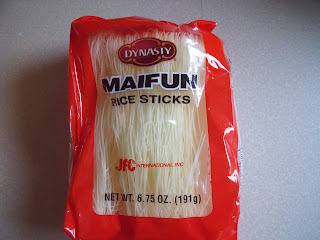 DYNASTY
MAIFUN
RICE STICKS
JFC INTERNATIONAL INC
NET WT. 6.75 OZ. (191g)